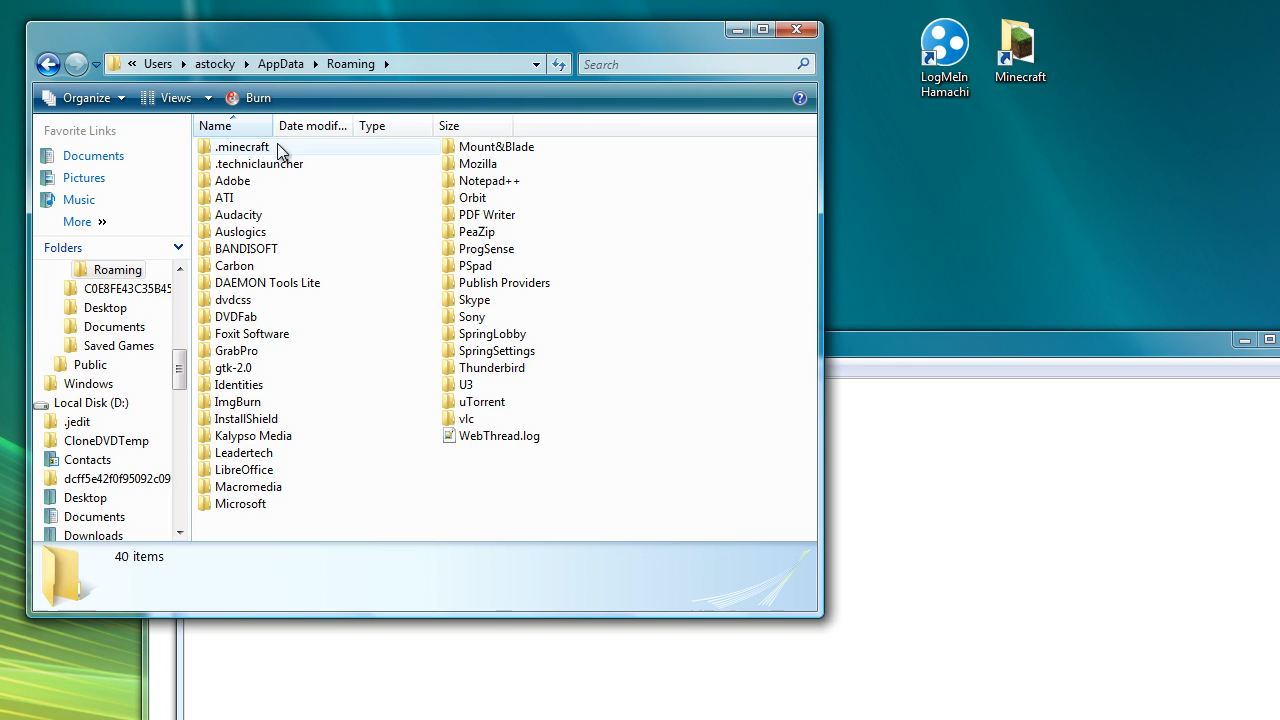 « Users ▸ astocky ▸ AppData ▸ Roaming ▸
Search
Organize
Views
Burn
Favorite Links
Documents
Pictures
Music
More »
Folders
Roaming
C0E8FE43C35B45
Desktop
Documents
Saved Games
Public
Windows
Local Disk (D:)
.jedit
CloneDVDTemp
Contacts
dcff5e42f0f95092c09
Desktop
Documents
Downloads
Name Date modif... Type Size
.minecraft
.techniclauncher
Adobe
ATI
Audacity
Auslogics
BANDISOFT
Carbon
DAEMON Tools Lite
dvdcss
DVDFab
Foxit Software
GrabPro
gtk-2.0
Identities
ImgBurn
InstallShield
Kalypso Media
Leadertech
LibreOffice
Macromedia
Microsoft
Mount&Blade
Mozilla
Notepad++
Orbit
PDF Writer
PeaZip
ProgSense
PSpad
Publish Providers
Skype
Sony
SpringLobby
SpringSettings
Thunderbird
U3
uTorrent
vlc
WebThread.log
40 items
LogMeIn
Hamachi
Minecraft